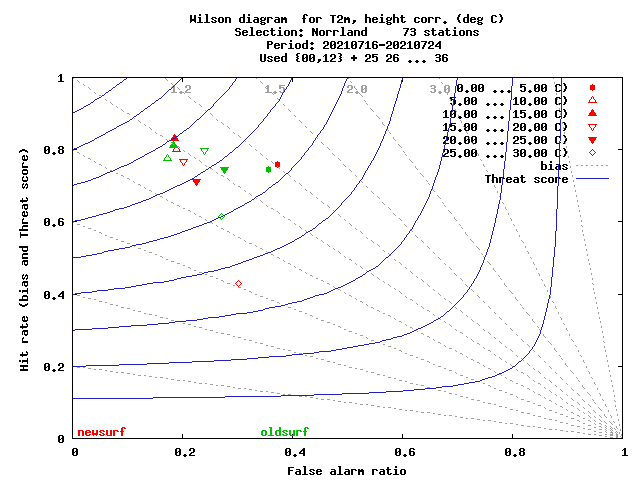 Wilson diagram  for T2m, height corr. (deg C)
Selection: Norrland     73 stations
Period: 20210716-20210724
Used {00,12} + 25 26 ... 36
1
0.8
0.6
0.4
0.2
0
Hit rate (bias and Threat score)
1.2
1.5
2.0
3.0
0.00 ... 5.00 C)
5.00 ... 10.00 C)
10.00 ... 15.00 C)
15.00 ... 20.00 C)
20.00 ... 25.00 C)
25.00 ... 30.00 C)
bias
Threat score
newsurf
oldsurf
0
0.2
0.4
0.6
0.8
1
False alarm ratio